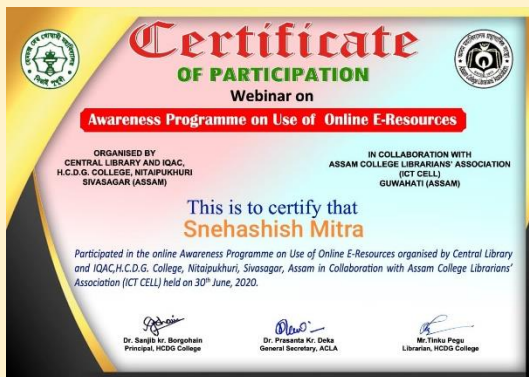 Certificate
OF PARTICIPATION
Webinar on
Awareness Programme on Use of Online E-Resources
ORGANISED BY
CENTRAL LIBRARY AND IQAC,
H.C.D.G. COLLEGE, NITAIPUKHURI
SIVASAGAR (ASSAM)
IN COLLABORATION WITH
ASSAM COLLEGE LIBRARIANS' ASSOCIATION
(ICT CELL)
GUWAHATI (ASSAM)
This is to certify that
Snehashish Mitra
Participated in the online Awareness Programme on Use of Online E-Resources organised by Central Library
and IQAC,H.C.D.G. College, Nitaipukhuri, Sivasagar, Assam in Collaboration with Assam College Librarians'
Association (ICT CELL) held on 30th June, 2020.
Dr. Sanjib kr. Borgohain
Principal, HCDG College
Dr. Prasanta Kr. Deka
General Secretary, ACLA
Mr.Tinku Pegu
Librarian, HCDG College